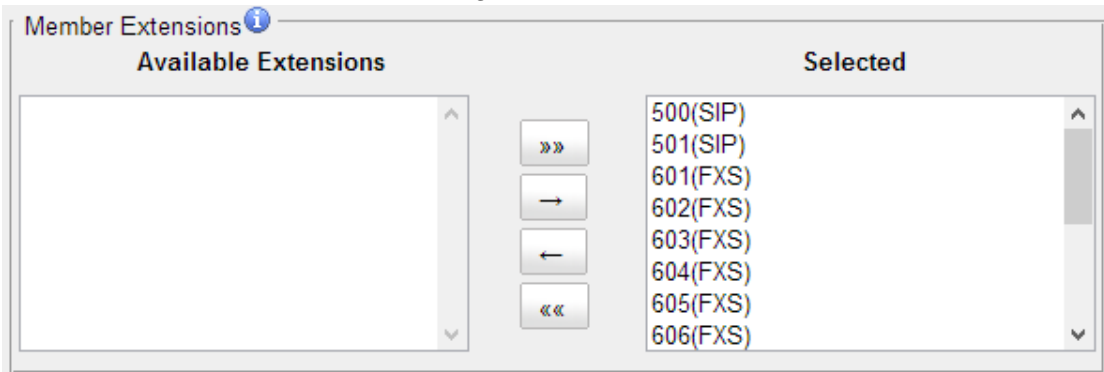 Member Extensions
Available Extensions
Selected
500(SIP)
501(SIP)
601(FXS)
602(FXS)
603(FXS)
604(FXS)
605(FXS)
606(FXS)
»»
→
←
««